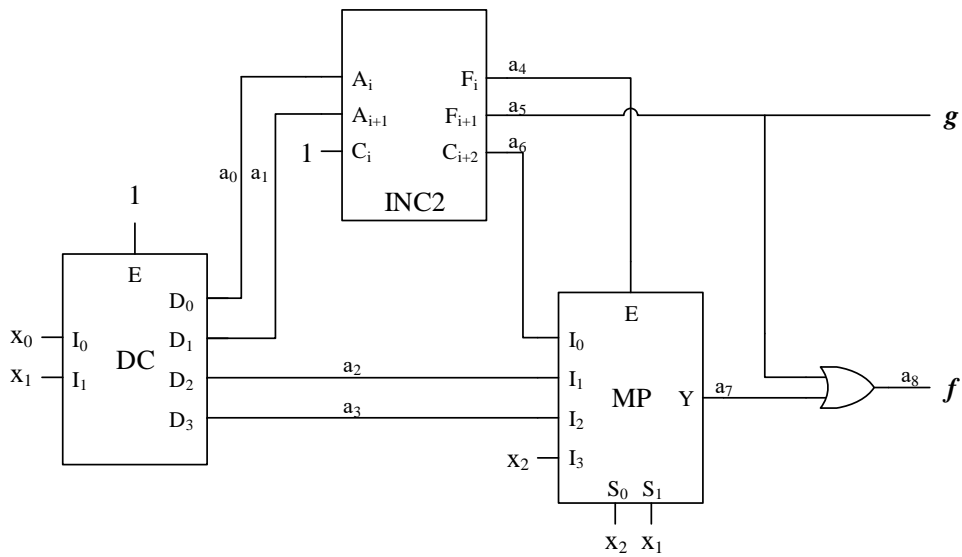 a₄
Aᵢ Fᵢ
a₅
Aᵢ₊₁ Fᵢ₊₁ g
a₆
1 Cᵢ Cᵢ₊₂
a₀ a₁
INC2
1
E
D₀
E
x₀ I₀ D₁ I₀
DC
a₂
x₁ I₁ D₂ I₁
MP Y a₇ a₈ f
a₃
D₃ I₂
x₂ I₃
S₀ S₁
x₂ x₁